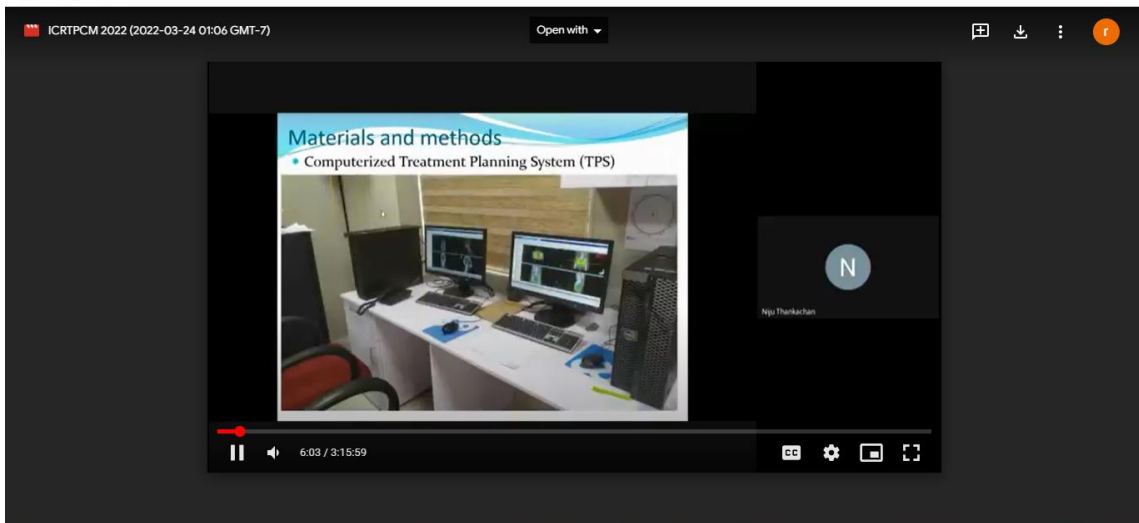 ICRTPCM 2022 (2022-03-24 01:06 GMT-7)
Open with
r
Materials and methods
• Computerized Treatment Planning System (TPS)
N
Niju Thankachan
6:03 / 3:15:59
CC